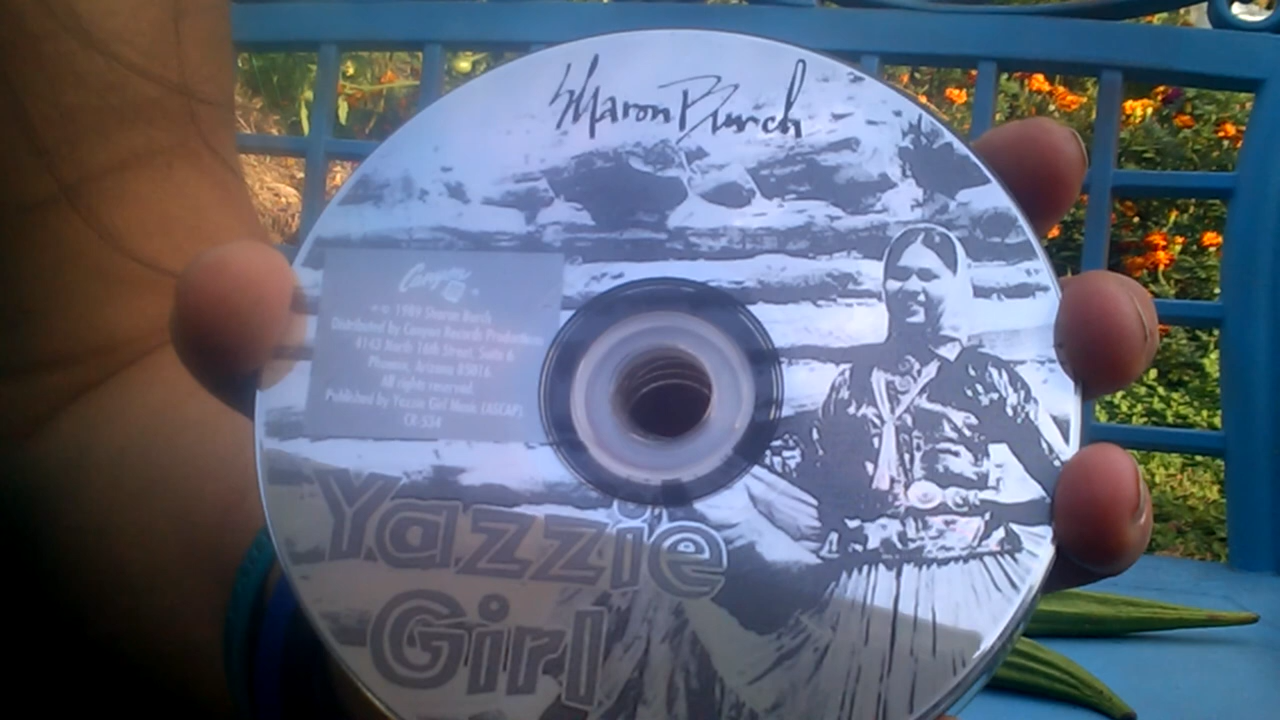 Sharon Burch
Canyon
℗ © 1989 Sharon Burch
Distributed by Canyon Records Productions
4143 North 16th Street, Suite 6
Phoenix, Arizona 85016
All rights reserved.
Published by Yazzie Girl Music (ASCAP)
CR-534
Yazzie
Girl